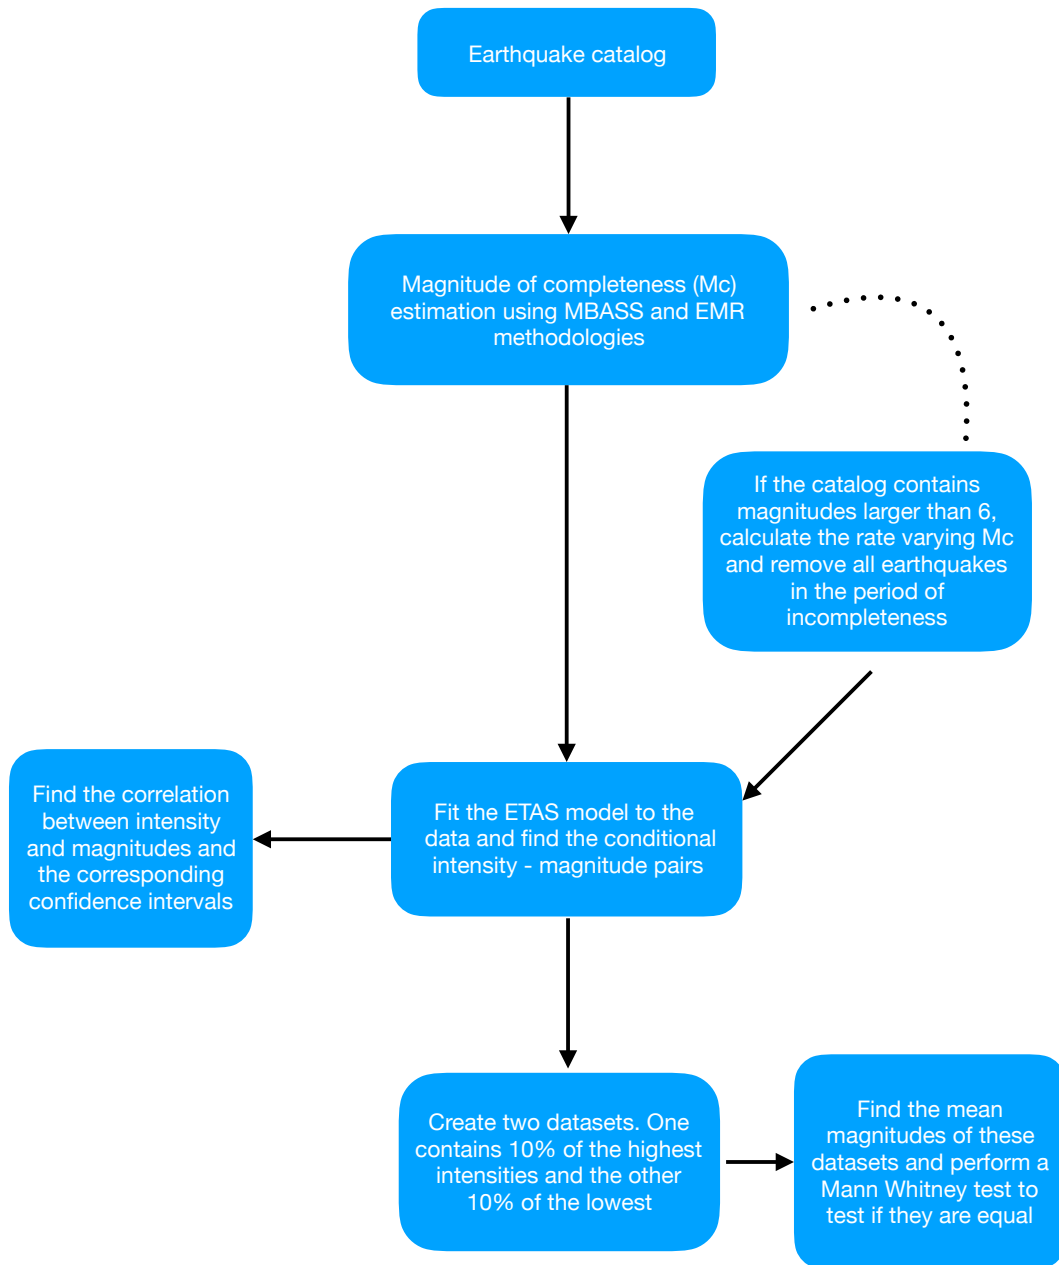 Earthquake catalog
Magnitude of completeness (Mc)
estimation using MBASS and EMR
methodologies
If the catalog contains
magnitudes larger than 6,
calculate the rate varying Mc
and remove all earthquakes
in the period of
incompleteness
Find the correlation
between intensity
and magnitudes and
the corresponding
confidence intervals
Fit the ETAS model to the
data and find the conditional
intensity - magnitude pairs
Create two datasets. One
contains 10% of the highest
intensities and the other
10% of the lowest
Find the mean
magnitudes of these
datasets and perform a
Mann Whitney test to
test if they are equal